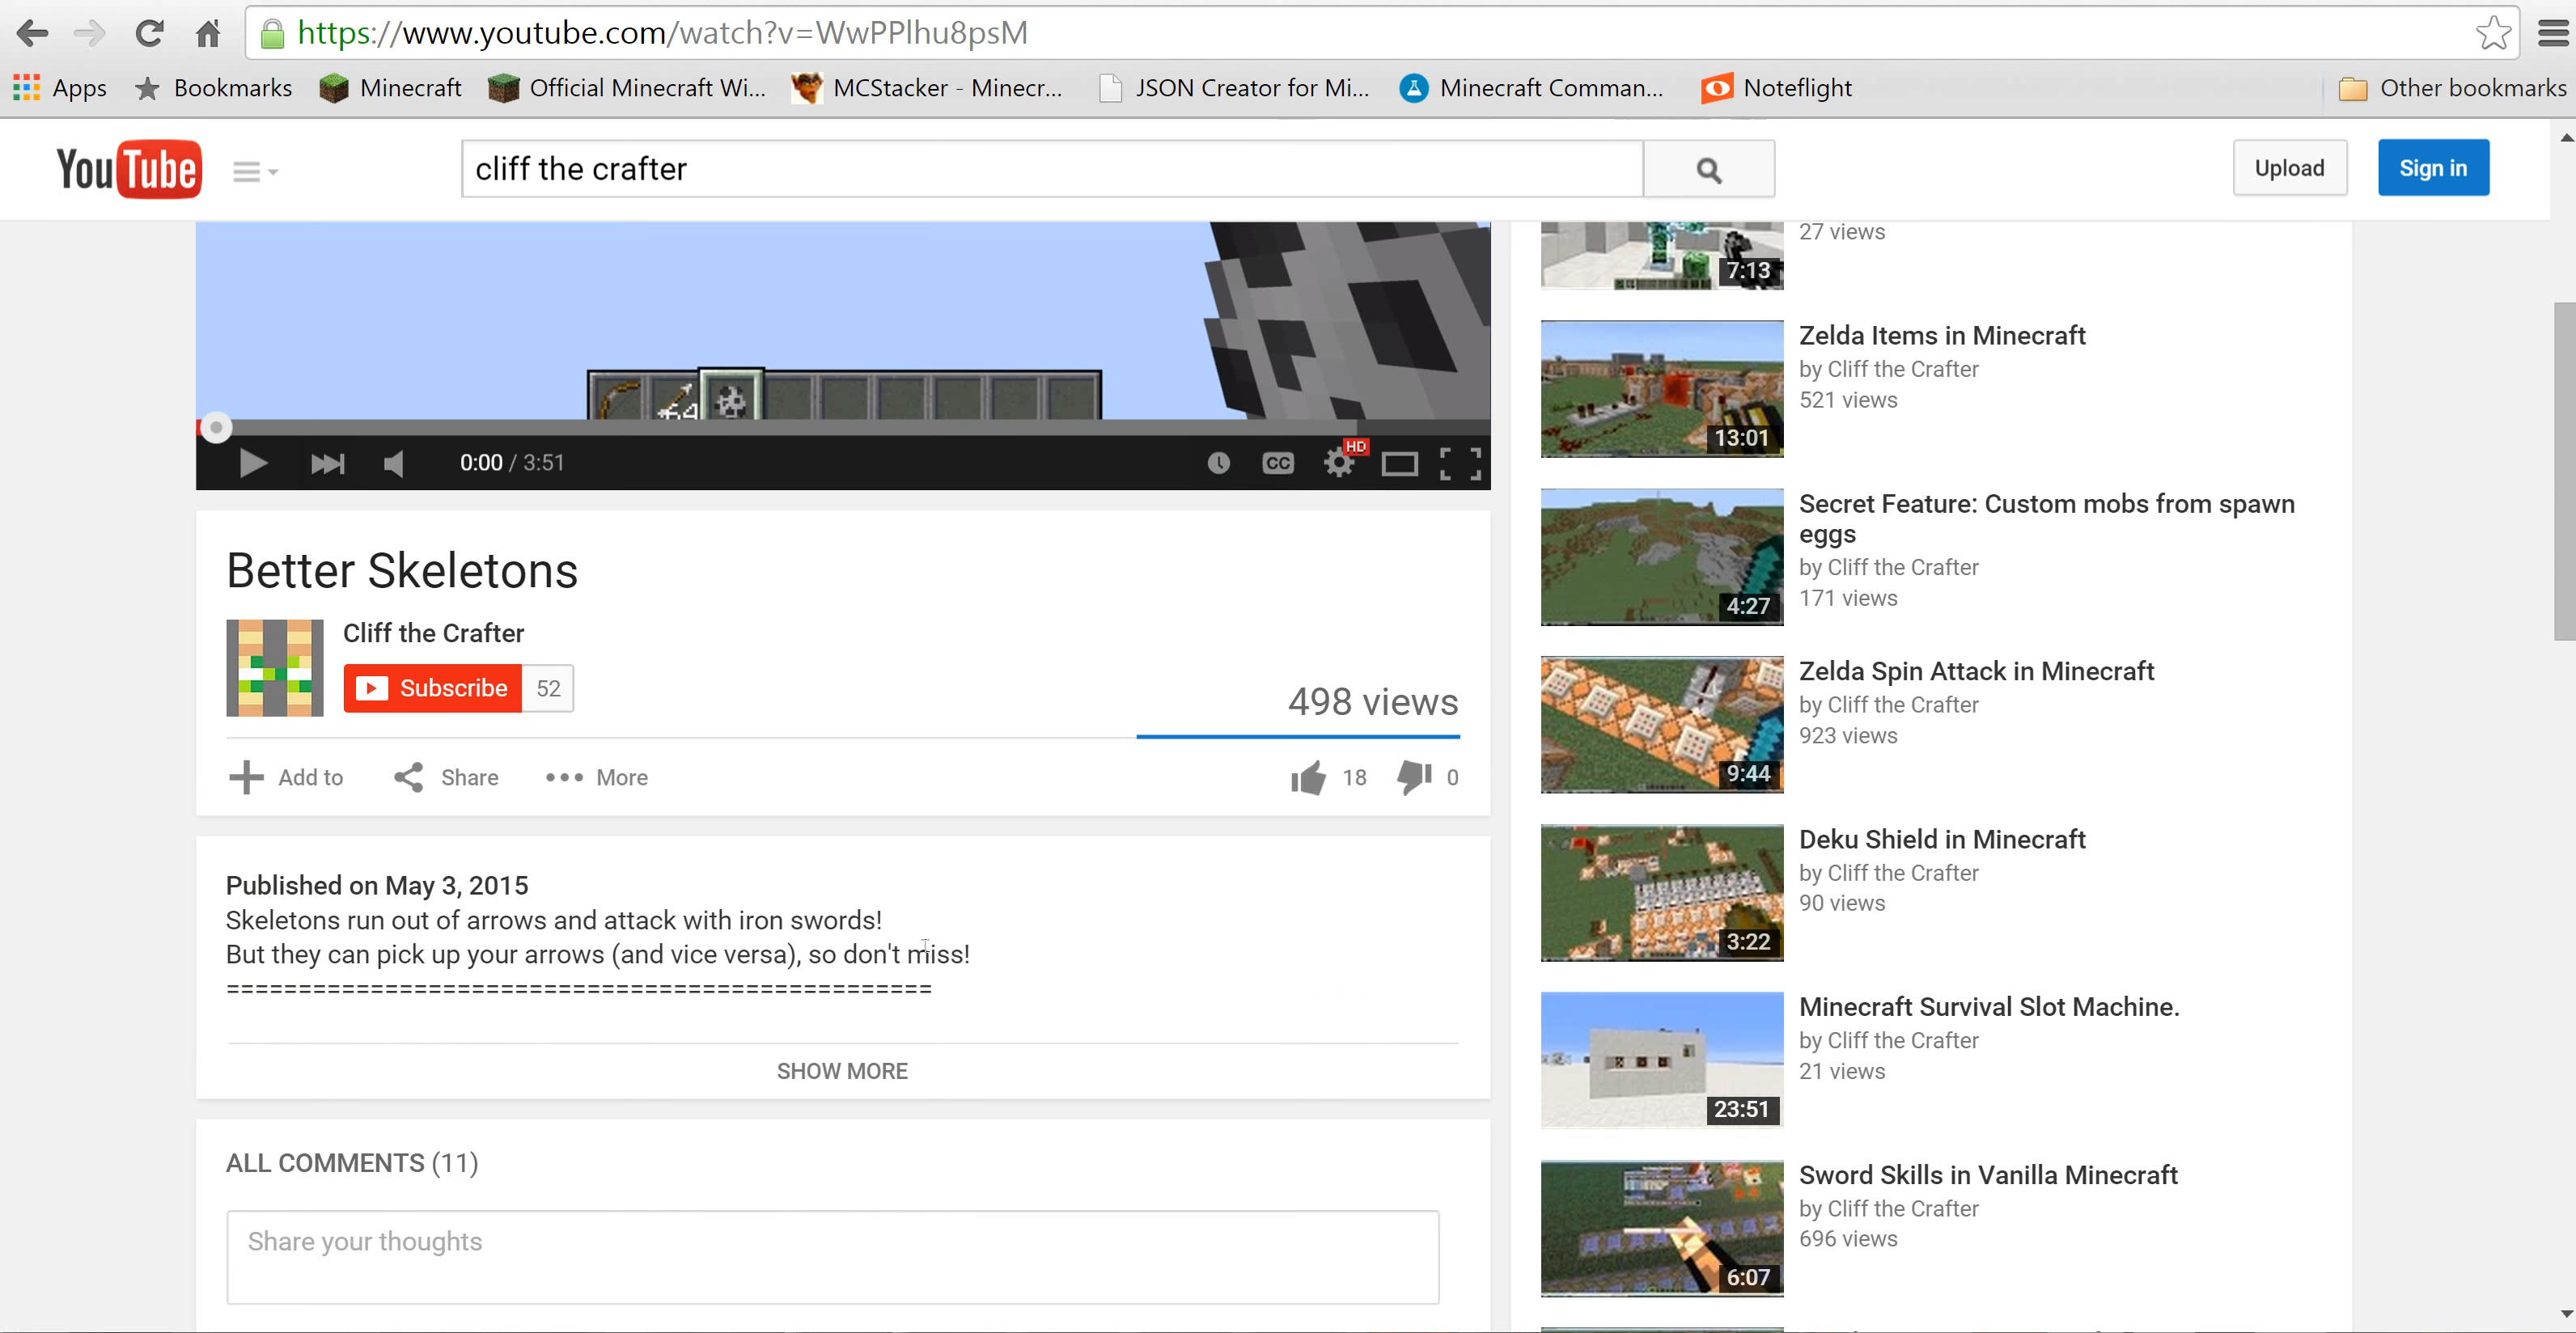 https://www.youtube.com/watch?v=WwPPlhu8psM
Apps Bookmarks Minecraft Official Minecraft Wi... MCStacker - Minecr... JSON Creator for Mi... Minecraft Comman... Noteflight Other bookmarks
YouTube
cliff the crafter
Upload
Sign in
64
0:00 / 3:51
CC
HD
Better Skeletons
Cliff the Crafter
Subscribe 52
498 views
Add to Share More
18 0
Published on May 3, 2015
Skeletons run out of arrows and attack with iron swords!
But they can pick up your arrows (and vice versa), so don't miss!
=================================================
SHOW MORE
ALL COMMENTS (11)
Share your thoughts
27 views
7:13
Zelda Items in Minecraft
by Cliff the Crafter
521 views
13:01
Secret Feature: Custom mobs from spawn
eggs
by Cliff the Crafter
171 views
4:27
Zelda Spin Attack in Minecraft
by Cliff the Crafter
923 views
9:44
Deku Shield in Minecraft
by Cliff the Crafter
90 views
3:22
Minecraft Survival Slot Machine.
by Cliff the Crafter
21 views
23:51
Sword Skills in Vanilla Minecraft
by Cliff the Crafter
696 views
6:07